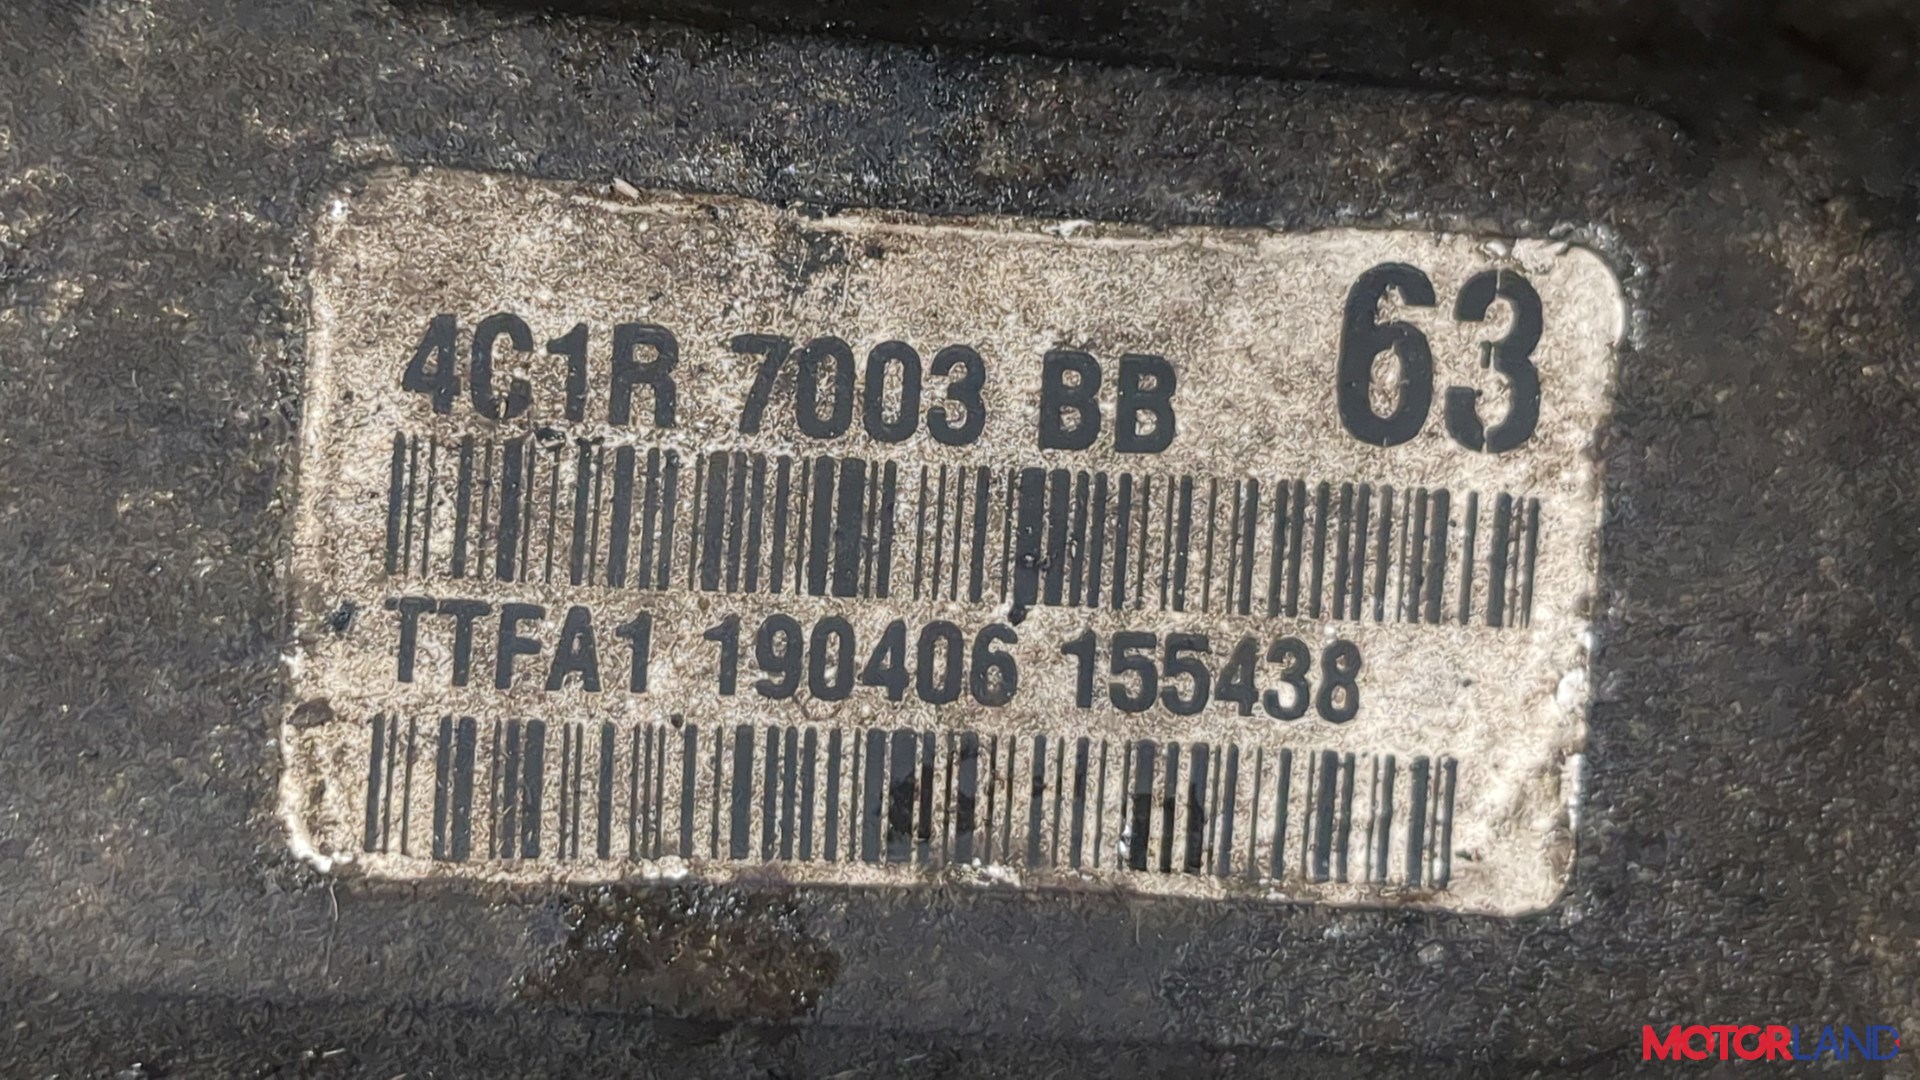 4C1R 7003 BB 63
TTFA1 190406 155438
MOTORLAND